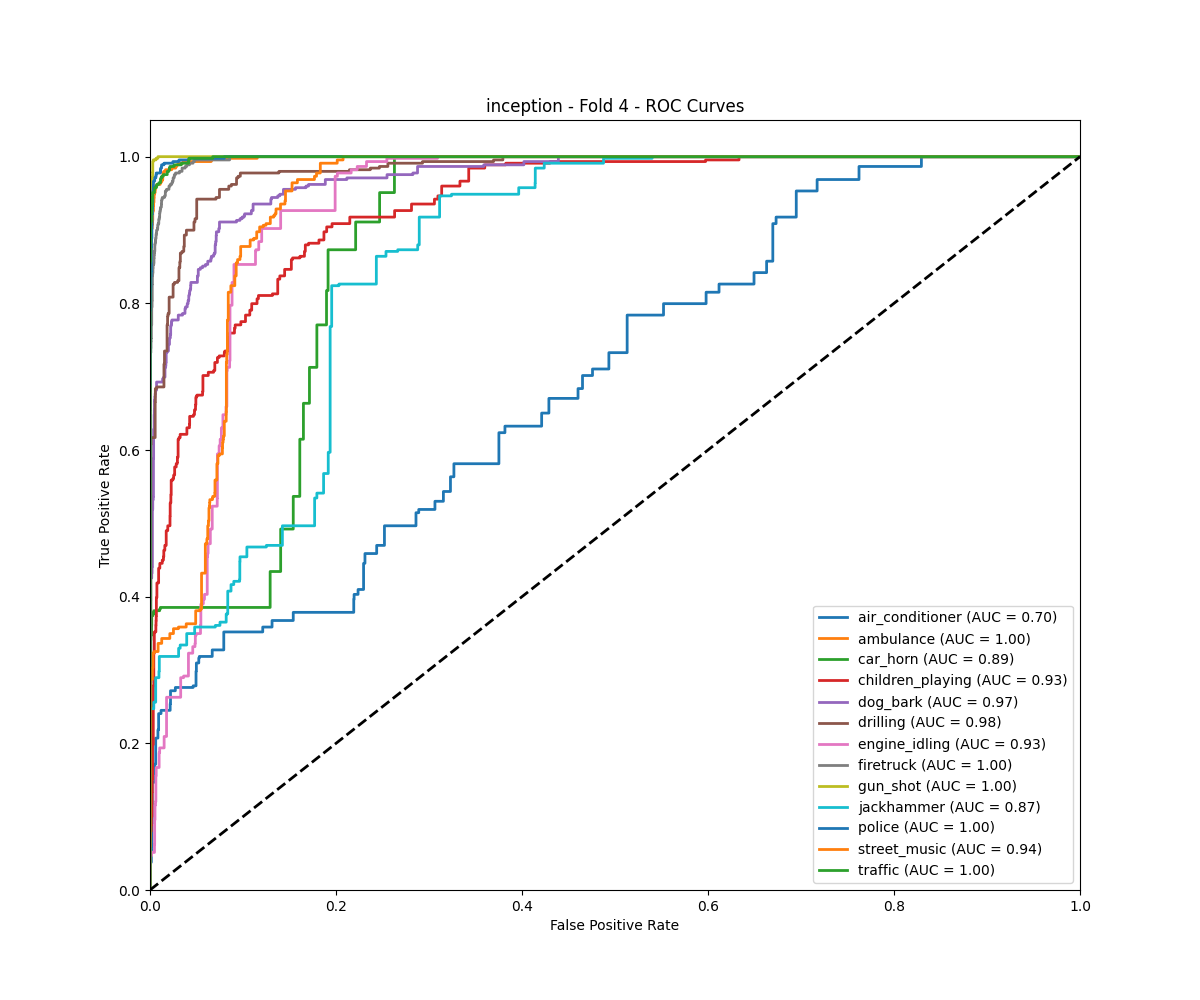 inception - Fold 4 - ROC Curves
True Positive Rate
1.0
0.8
0.6
0.4
0.2
0.0
air_conditioner (AUC = 0.70)
ambulance (AUC = 1.00)
car_horn (AUC = 0.89)
children_playing (AUC = 0.93)
dog_bark (AUC = 0.97)
drilling (AUC = 0.98)
engine_idling (AUC = 0.93)
firetruck (AUC = 1.00)
gun_shot (AUC = 1.00)
jackhammer (AUC = 0.87)
police (AUC = 1.00)
street_music (AUC = 0.94)
traffic (AUC = 1.00)
0.0 0.2 0.4 0.6 0.8 1.0
False Positive Rate